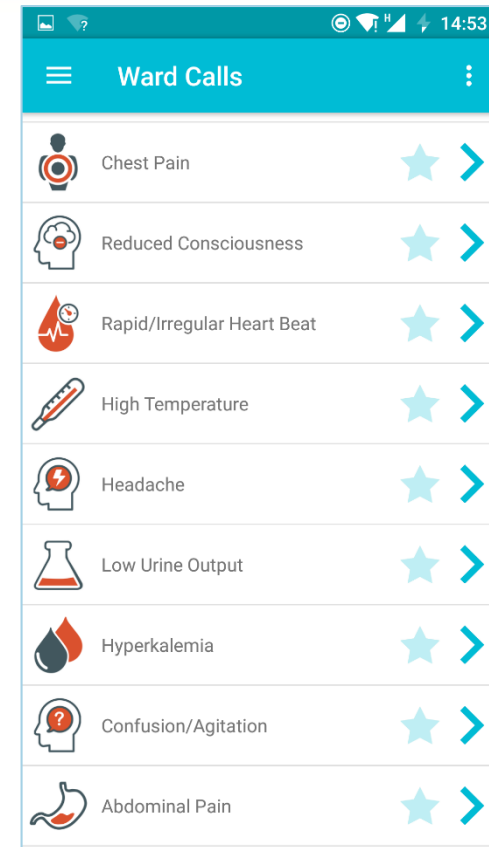 ?
H
!
14:53
Ward Calls
Chest Pain
Reduced Consciousness
Rapid/Irregular Heart Beat
High Temperature
Headache
Low Urine Output
Hyperkalemia
?
Confusion/Agitation
Abdominal Pain